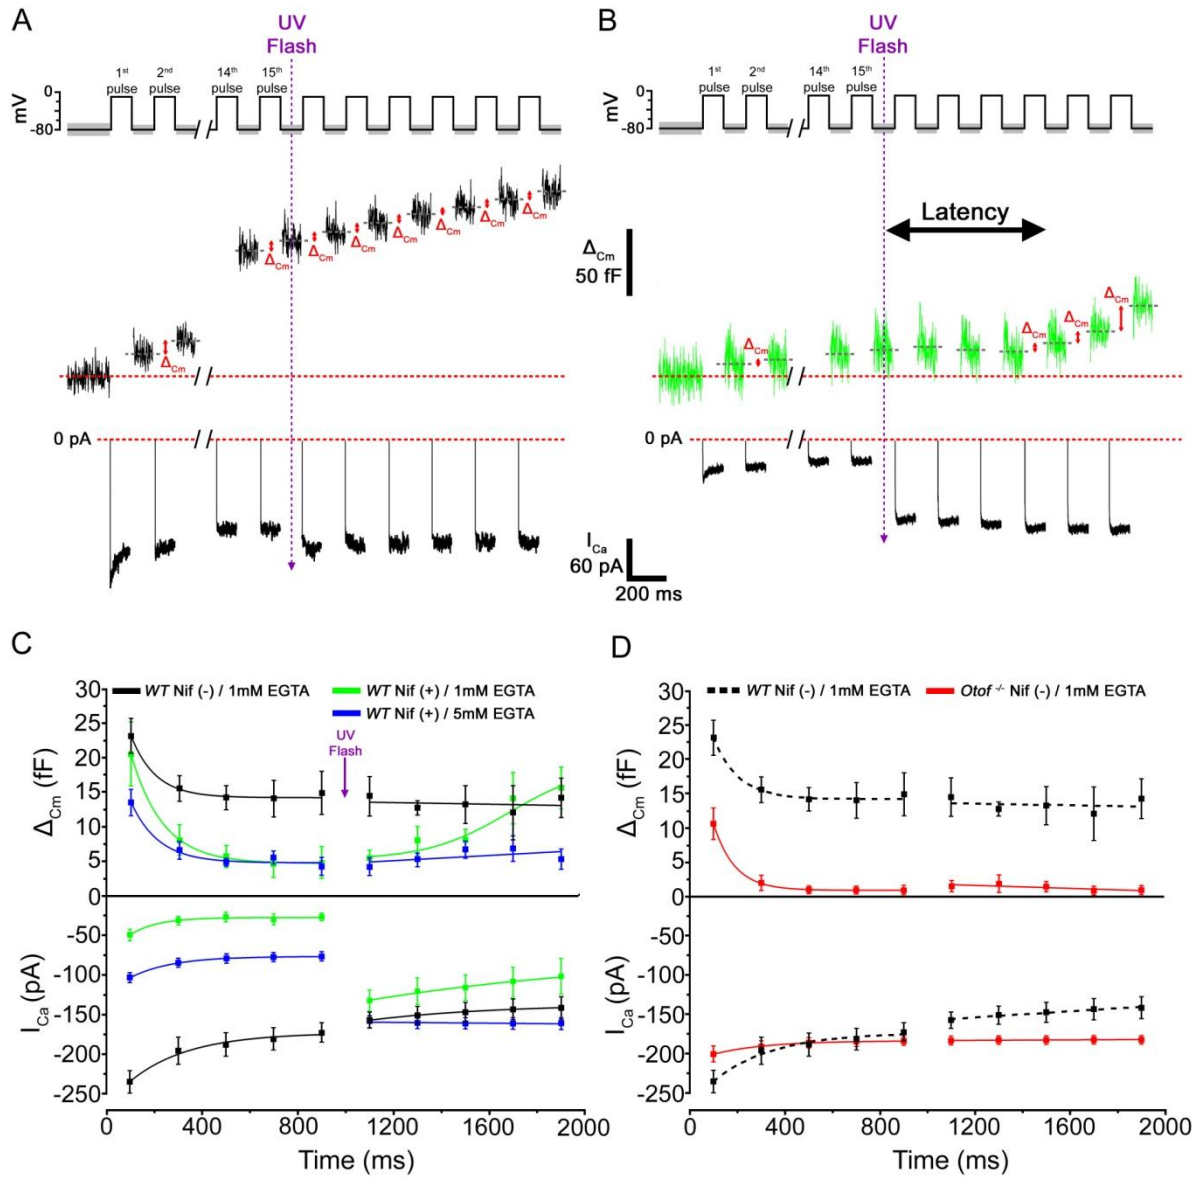 A
UV
Flash
1st pulse
2nd pulse
14th pulse
15th pulse
0
-80
mV
ΔCm
ΔCm
ΔCm
ΔCm
ΔCm
ΔCm
ΔCm
ΔCm
0 pA
B
UV
Flash
1st pulse
2nd pulse
14th pulse
15th pulse
0
-80
mV
Latency
ΔCm
50 fF
ΔCm
ΔCm
ΔCm
ΔCm
0 pA
ICa
60 pA
200 ms
C
WT Nif (-) / 1mM EGTA
WT Nif (+) / 1mM EGTA
WT Nif (+) / 5mM EGTA
UV
Flash
30
25
20
15
10
5
0
ΔCm (fF)
-50
-100
-150
-200
-250
ICa (pA)
0 400 800 1200 1600 2000
Time (ms)
D
WT Nif (-) / 1mM EGTA
Otof -/- Nif (-) / 1mM EGTA
30
25
20
15
10
5
0
ΔCm (fF)
-50
-100
-150
-200
-250
ICa (pA)
0 400 800 1200 1600 2000
Time (ms)